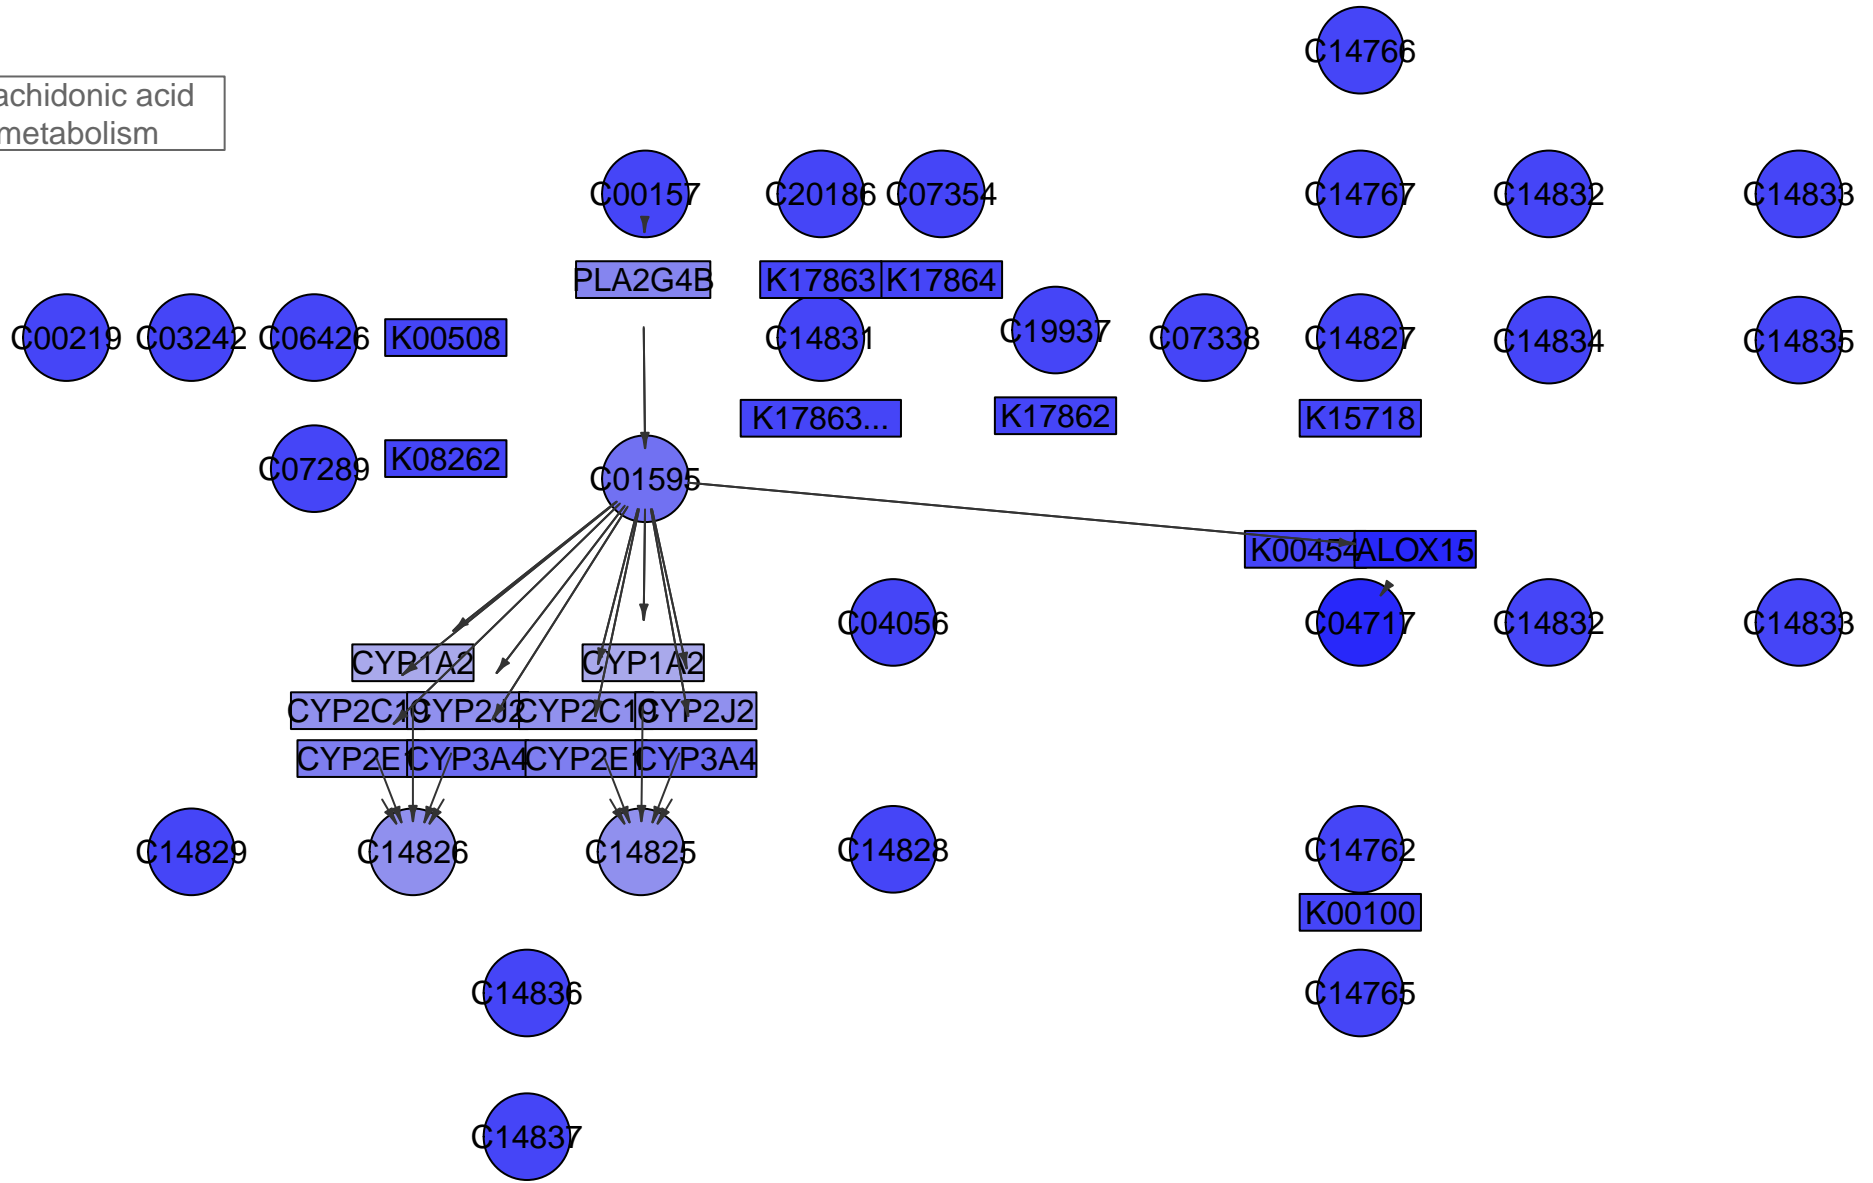 C14766
achidonic acid
metabolism
C00157
C20186
C07354
C14767
C14832
C14833
PLA2G4B
K17863
K17864
C00219
C03242
C06426
K00508
C14831
C19937
C07338
C14827
C14834
C14835
K17863...
K17862
K15718
C07289
K08262
C01595
K00454
ALOX15
C04056
C04717
C14832
C14833
CYP1A2
CYP1A2
CYP2C19
CYP2J2
CYP2C19
CYP2J2
CYP2E1
CYP3A4
CYP2E1
CYP3A4
C14829
C14826
C14825
C14828
C14762
K00100
C14836
C14765
C14837